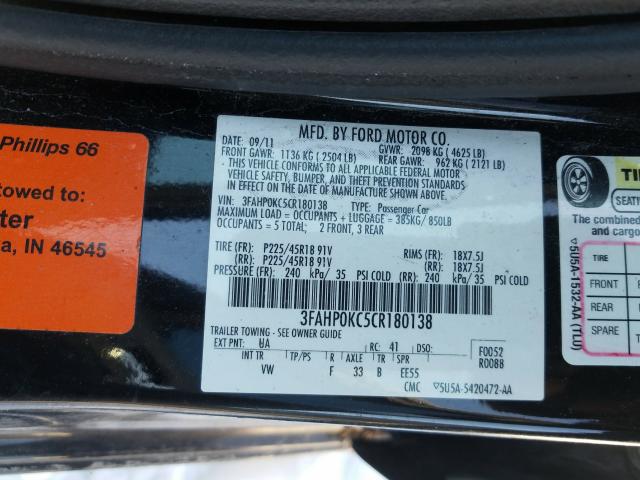 Phillips 66
towed to:
ter
a, IN 46545
MFD. BY FORD MOTOR CO.
DATE: 09/11 GVWR: 2098 KG ( 4625 LB)
FRONT GAWR: 1136 KG ( 2504 LB) REAR GAWR: 962 KG ( 2121 LB)
- THIS VEHICLE CONFORMS TO ALL APPLICABLE FEDERAL MOTOR
VEHICLE SAFETY, BUMPER, AND THEFT PREVENTION STANDARDS
IN EFFECT ON THE DATE OF MANUFACTURE SHOWN ABOVE.
VIN: 3FAHP0KC5CR180138 TYPE: Passenger Car
MAXIMUM LOAD = OCCUPANTS + LUGGAGE = 385KG/ 850LB
OCCUPANTS = 5 TOTAL; 2 FRONT, 3 REAR
TIRE (FR): P225/45R18 91V RIMS (FR): 18X7.5J
(RR): P225/45R18 91V (RR): 18X7.5J
PRESSURE (FR): 240 kPa/ 35 PSI COLD (RR): 240 kPa/ 35 PSI COLD
3FAHP0KC5CR180138
TRAILER TOWING - SEE OWNER GUIDE
EXT PNT: UA RC: 41 DSO: F0052
INT TR TP/PS R AXLE TR SPR R0088
VW F 33 B EE55
CMC 5U5A-5420472-AA
TI
SEATI
The combined
and cargo
TIRE
FRONT
REAR
SPARE
5U5A-1532-AA (TL0)